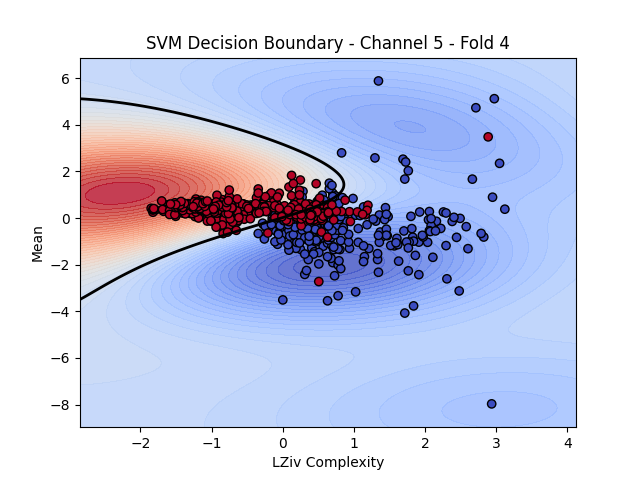 SVM Decision Boundary - Channel 5 - Fold 4
6
4
2
0
−2
−4
−6
−8
Mean
−2 −1 0 1 2 3 4
LZiv Complexity